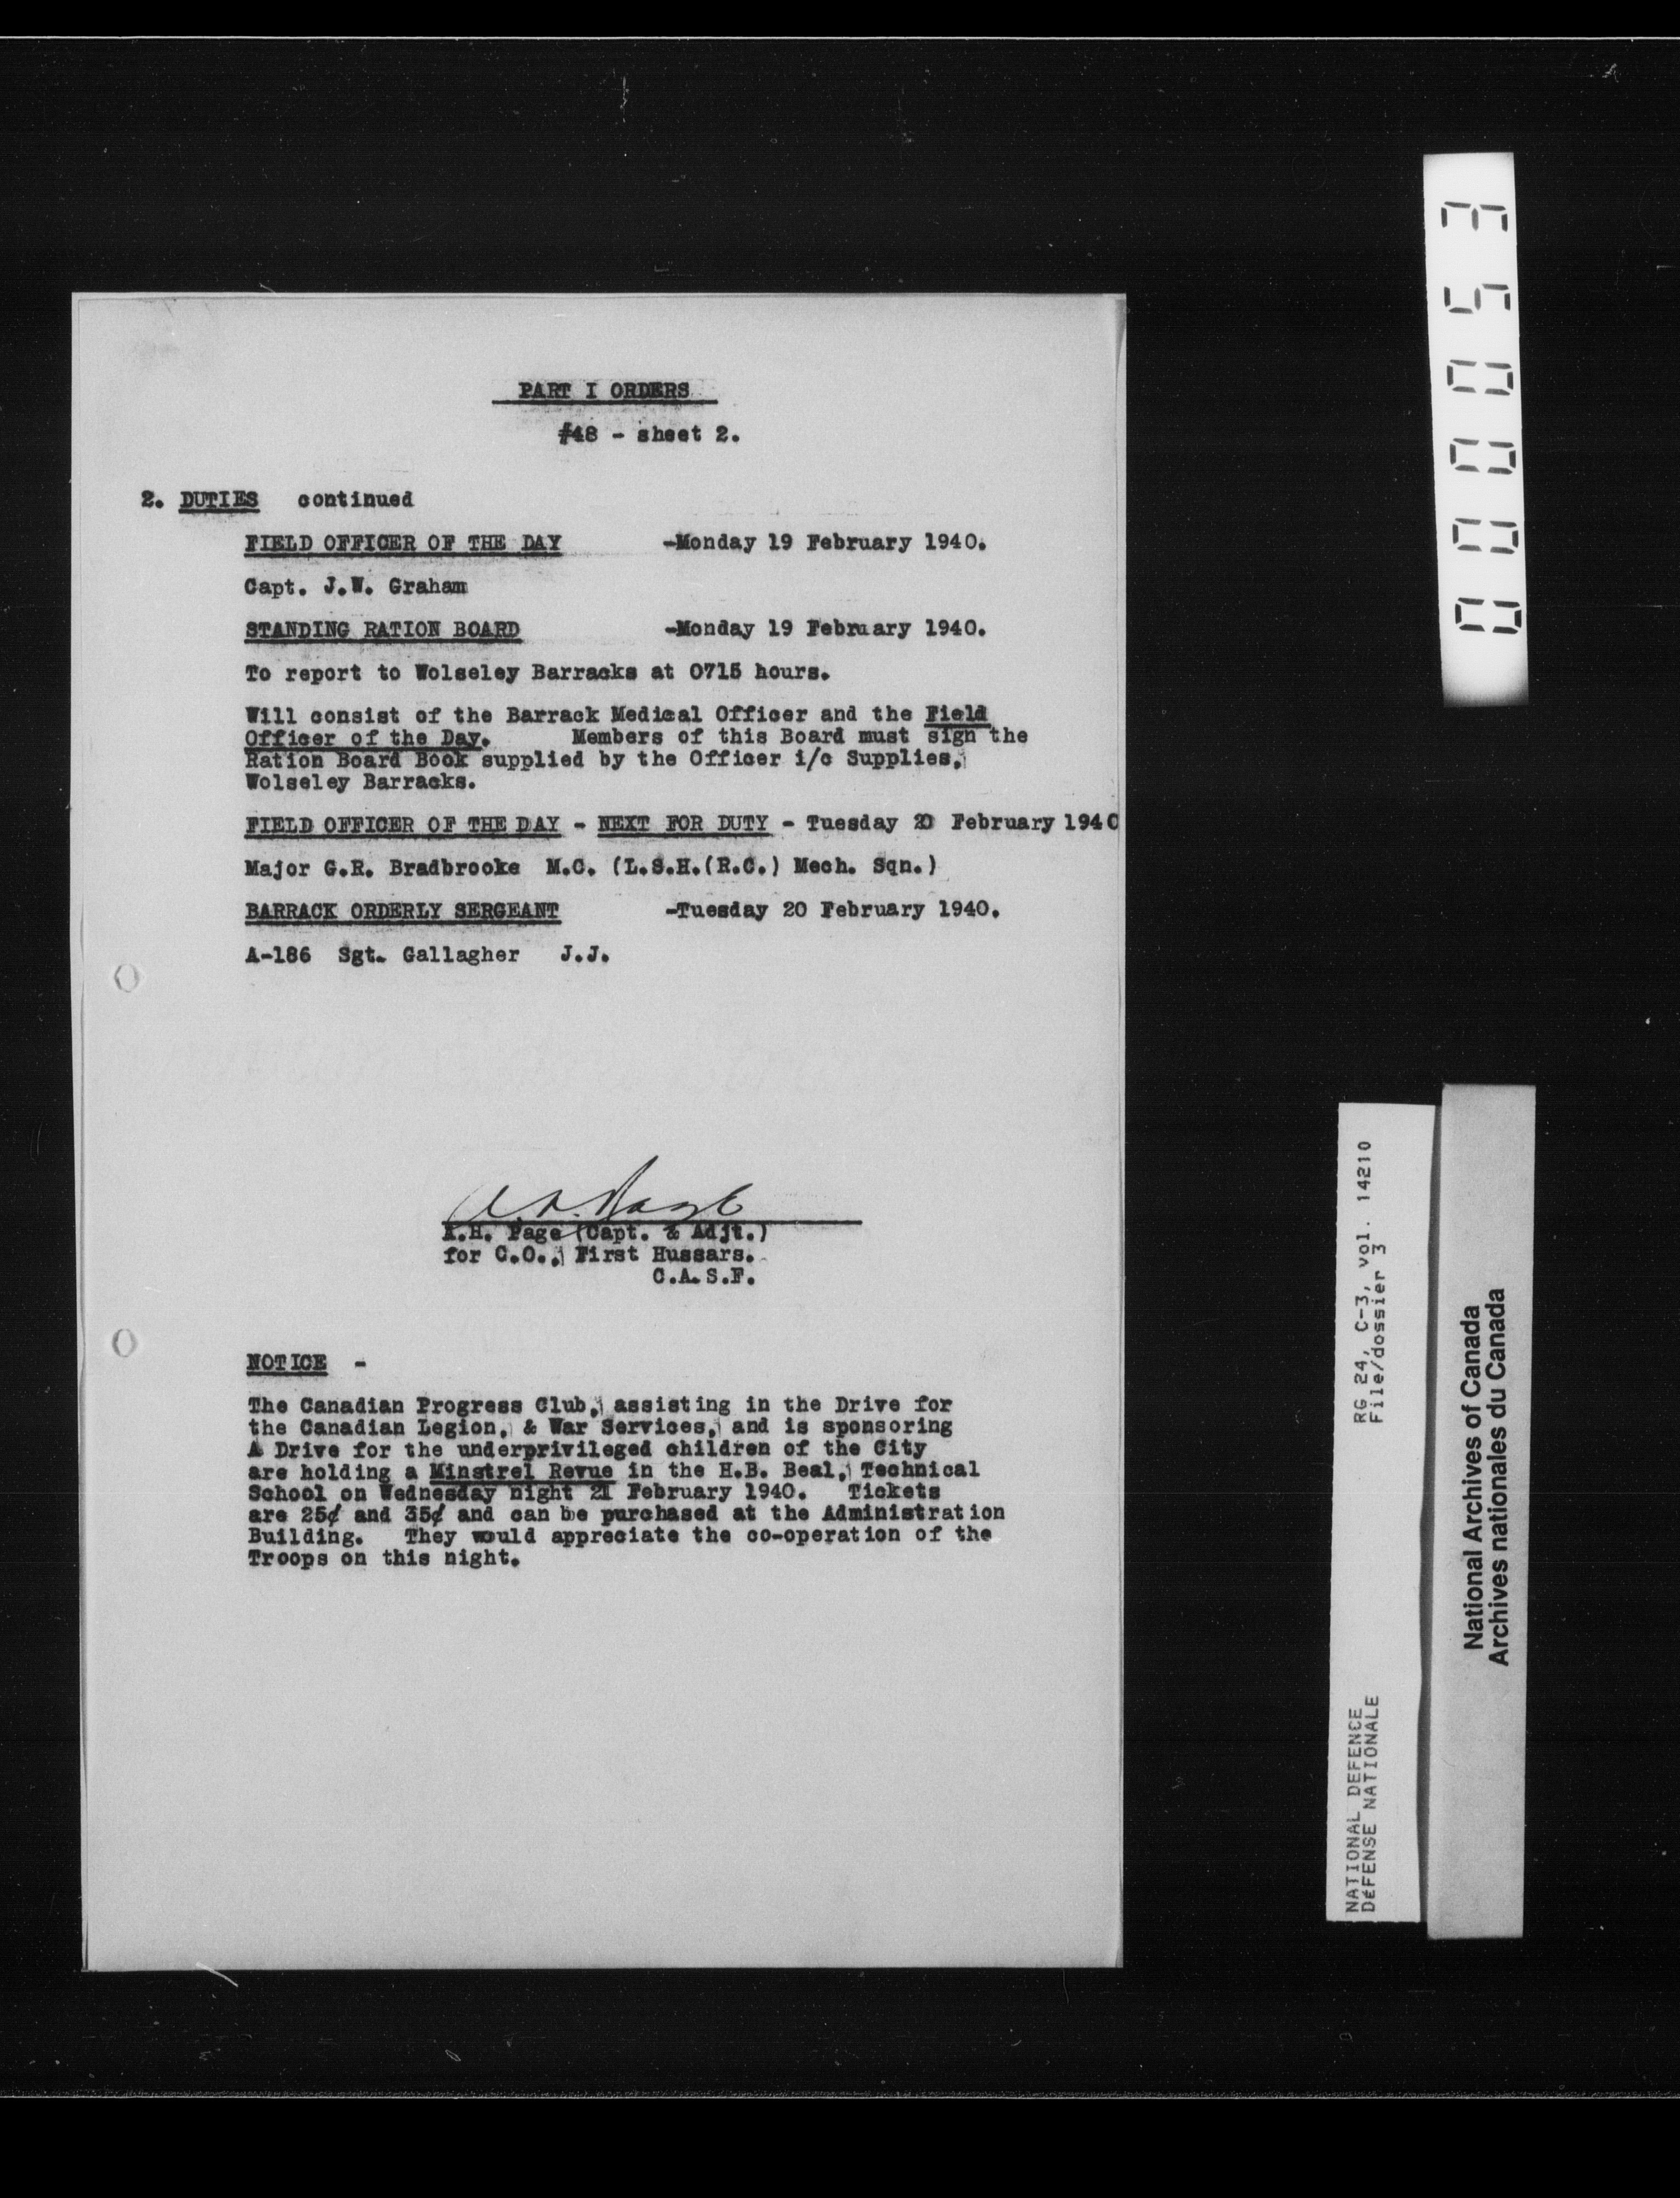 PART I ORDERS
#48 - sheet 2.
2. DUTIES continued
FIELD OFFICER OF THE DAY -Monday 19 February 1940.
Capt. J.W. Graham
STANDING RATION BOARD -Monday 19 February 1940.
To report to Wolseley Barracks at 0715 hours.
Will consist of the Barrack Medical Officer and the Field
Officer of the Day. Members of this Board must sign the
Ration Board Book supplied by the Officer i/c Supplies,
Wolseley Barracks.
FIELD OFFICER OF THE DAY - NEXT FOR DUTY - Tuesday 20 February 1940
Major G.R. Bradbrooke M.C. (L.S.H.(R.C.) Mech. Sqn.)
BARRACK ORDERLY SERGEANT -Tuesday 20 February 1940.
A-186 Sgt. Gallagher J.J.
Page (Capt. & Adjt.)
for C.O., First Hussars.
C.A.S.F.
NOTICE -
The Canadian Progress Club, assisting in the Drive for
the Canadian Legion, & War Services, and is sponsoring
A Drive for the underprivileged children of the City
are holding a Minstrel Revue in the H.B. Beal, Technical
School on Wednesday night 21 February 1940. Tickets
are 25¢ and 35¢ and can be purchased at the Administration
Building. They would appreciate the co-operation of the
Troops on this night.
000053
NATIONAL DEFENCE RG 24, C-3, vol. 14210
DéFENSE NATIONALE File/dossier 3
National Archives of Canada
Archives nationales du Canada